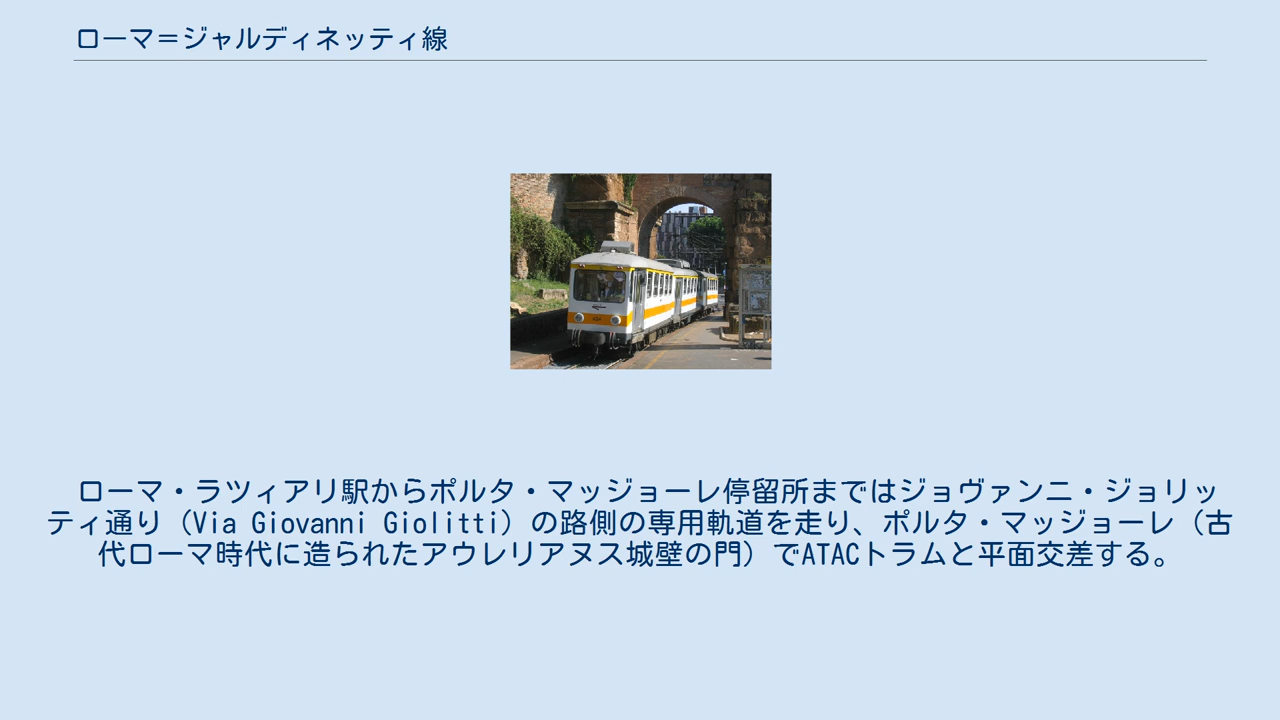 ローマ＝ジャルディネッティ線
ローマ・ラツィアリ駅からポルタ・マッジョーレ停留所まではジョヴァンニ・ジョリッ
ティ通り（Via Giovanni Giolitti）の路側の専用軌道を走り、ポルタ・マッジョーレ（古
代ローマ時代に造られたアウレリアヌス城壁の門）でATACトラムと平面交差する。